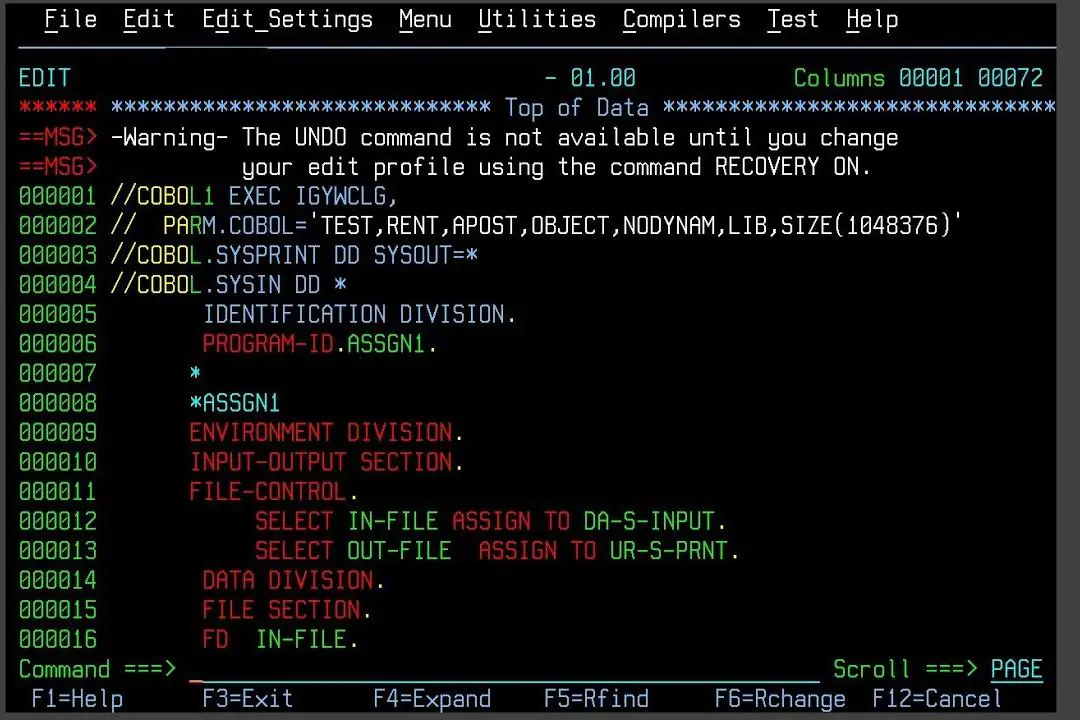 File Edit Edit_Settings Menu Utilities Compilers Test Help
EDIT - 01.00 Columns 00001 00072
****** ***************************** Top of Data ******************************
==MSG> -Warning- The UNDO command is not available until you change
==MSG> your edit profile using the command RECOVERY ON.
000001 //COBOL1 EXEC IGYWCLG,
000002 // PARM.COBOL='TEST,RENT,APOST,OBJECT,NODYNAM,LIB,SIZE(1048376)'
000003 //COBOL.SYSPRINT DD SYSOUT=*
000004 //COBOL.SYSIN DD *
000005 IDENTIFICATION DIVISION.
000006 PROGRAM-ID.ASSGN1.
000007 *
000008 *ASSGN1
000009 ENVIRONMENT DIVISION.
000010 INPUT-OUTPUT SECTION.
000011 FILE-CONTROL.
000012 SELECT IN-FILE ASSIGN TO DA-S-INPUT.
000013 SELECT OUT-FILE ASSIGN TO UR-S-PRNT.
000014 DATA DIVISION.
000015 FILE SECTION.
000016 FD IN-FILE.
Command ===> Scroll ===> PAGE
F1=Help F3=Exit F4=Expand F5=Rfind F6=Rchange F12=Cancel